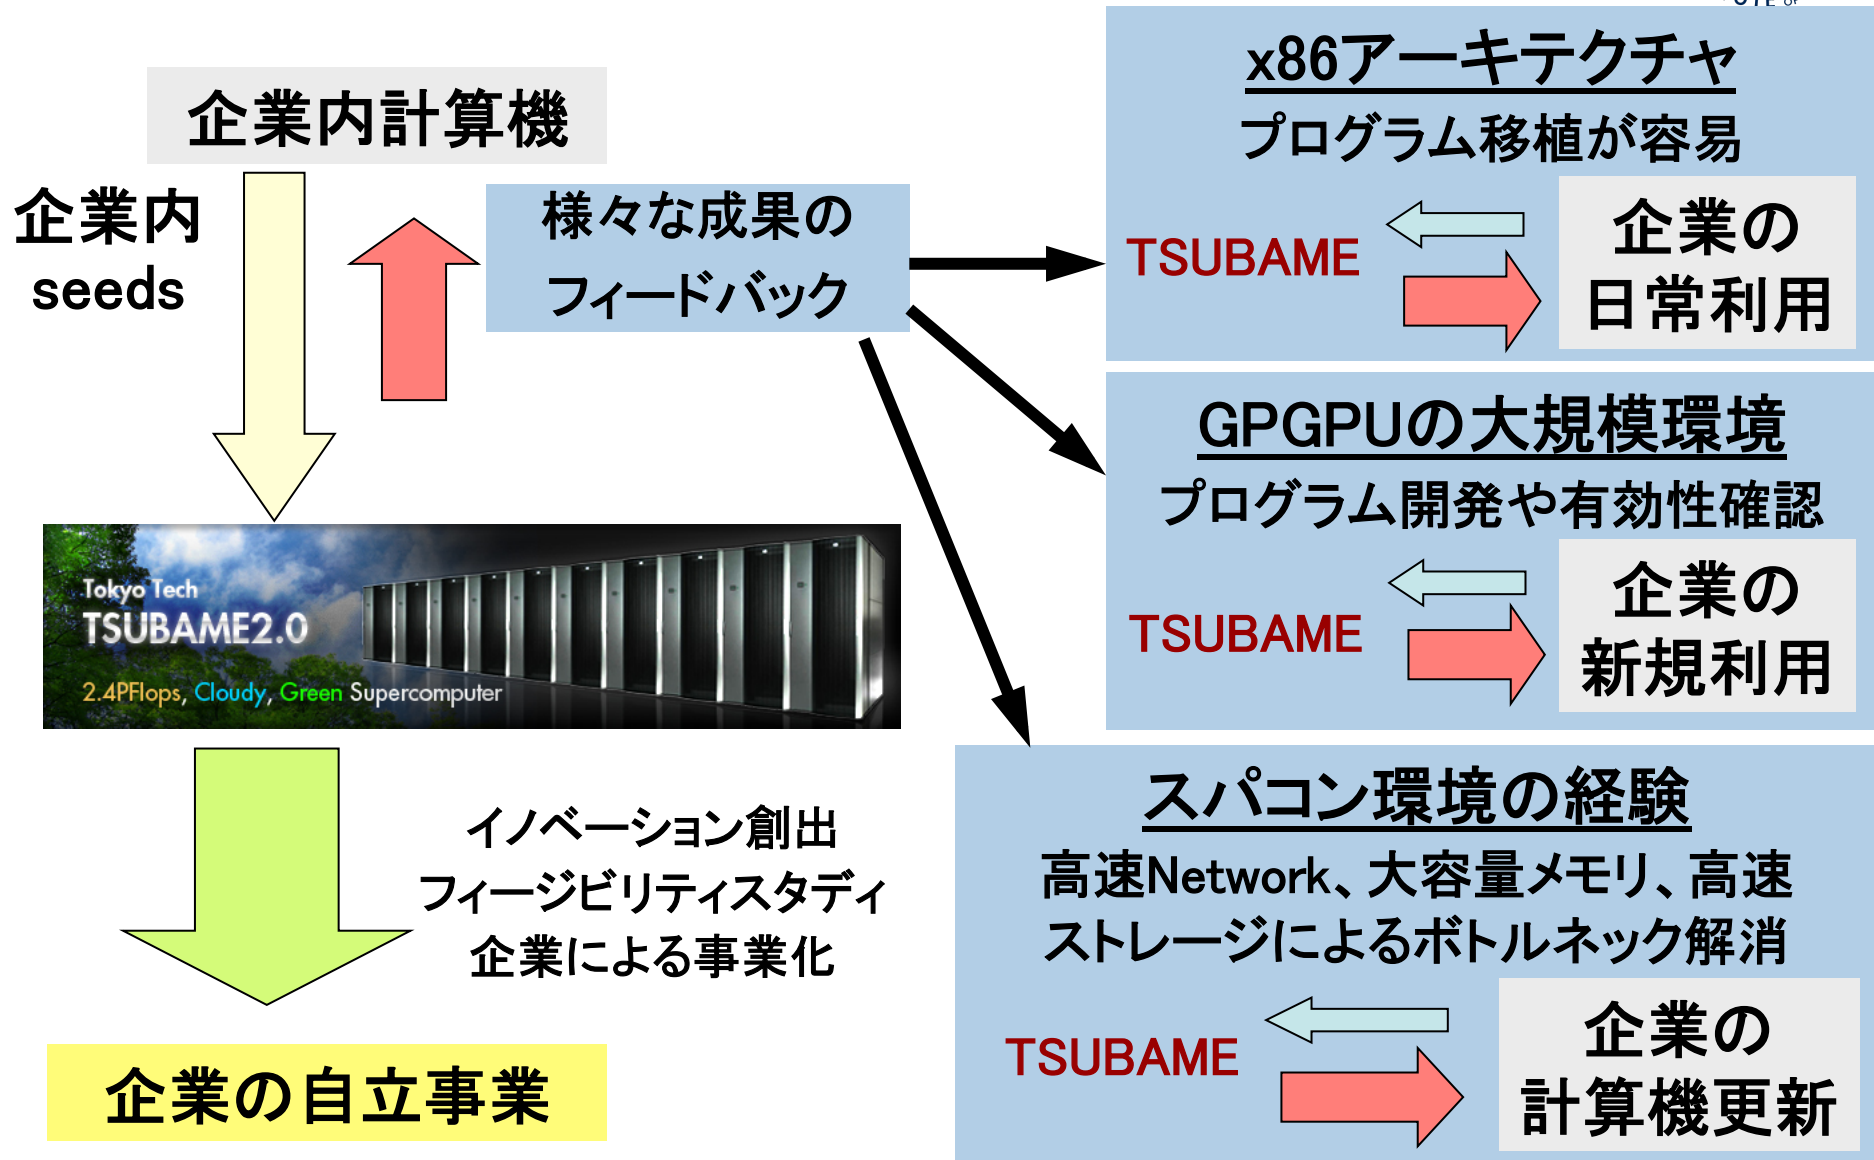 企業内計算機
企業内
seeds
様々な成果の
フィードバック
Tokyo Tech
TSUBAME2.0
2.4PFlops, Cloudy, Green Supercomputer
イノベーション創出
フィージビリティスタディ
企業による事業化
企業の自立事業
x86アーキテクチャ
プログラム移植が容易
TSUBAME
企業の
日常利用
GPGPUの大規模環境
プログラム開発や有効性確認
TSUBAME
企業の
新規利用
スパコン環境の経験
高速Network、大容量メモリ、高速
ストレージによるボトルネック解消
TSUBAME
企業の
計算機更新